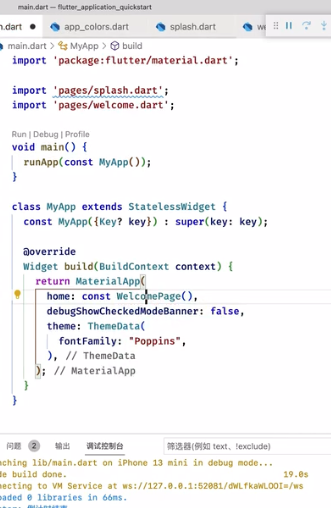 main.dart — flutter_application_quickstart
n.dart
app_colors.dart
splash.dart
we
main.dart > MyApp > build
import 'package:flutter/material.dart';
import 'pages/splash.dart';
import 'pages/welcome.dart';
Run | Debug | Profile
void main() {
runApp(const MyApp());
}
class MyApp extends StatelessWidget {
const MyApp({Key? key}) : super(key: key);
@override
Widget build(BuildContext context) {
return MaterialApp(
home: const WelcomePage(),
debugShowCheckedModeBanner: false,
theme: ThemeData(
fontFamily: "Poppins",
), // ThemeData
); // MaterialApp
}
}
问题 2 输出 调试控制台 筛选器(例如 text、!exclude)
nching lib/main.dart on iPhone 13 mini in debug mode...
de build done. 19.0s
ecting to VM Service at ws://127.0.0.1:52081/dWLfkaWLOOI=/ws
oaded 0 libraries in 66ms.